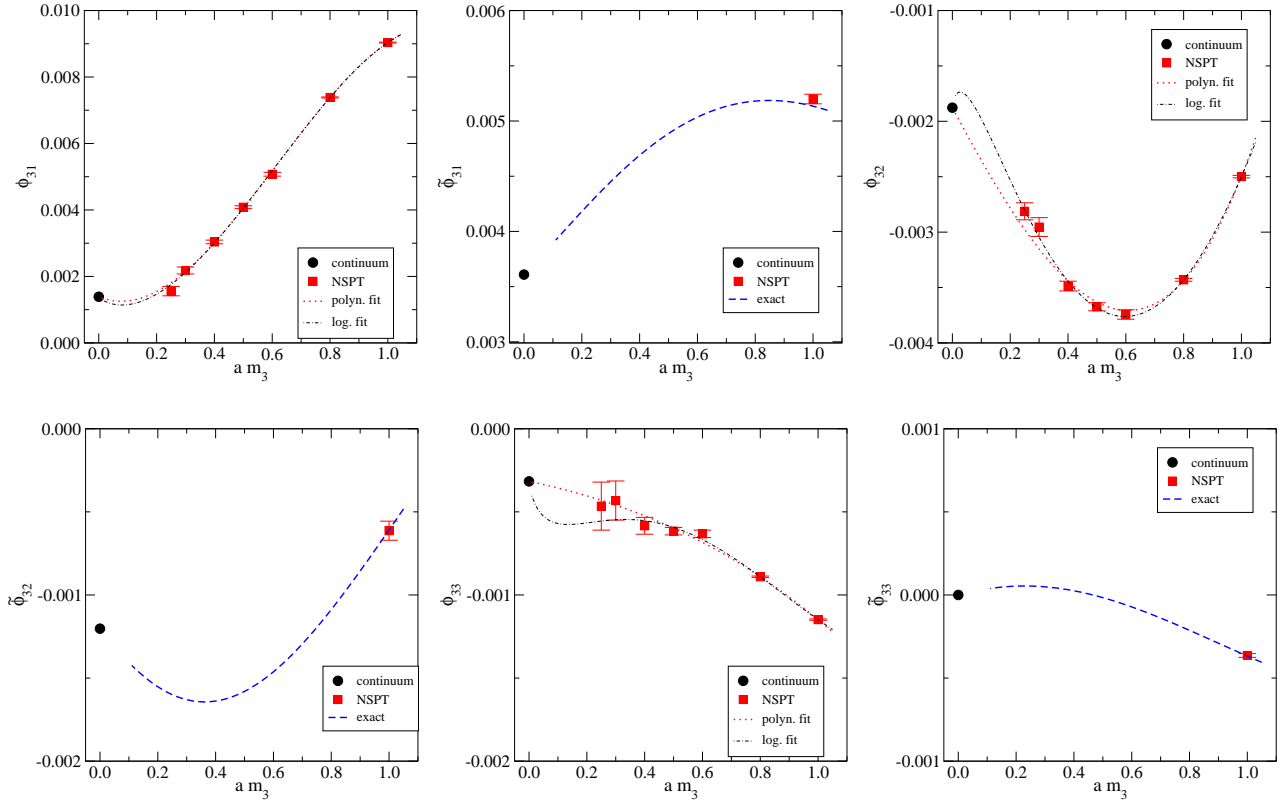 0.010
0.008
0.006
0.004
0.002
0.000
ϕ31
0.0 0.2 0.4 0.6 0.8 1.0
a m3
continuum
NSPT
polyn. fit
log. fit
0.006
0.005
0.004
0.003
ϕ̃31
0.0 0.2 0.4 0.6 0.8 1.0
a m3
continuum
NSPT
exact
-0.001
-0.002
-0.003
-0.004
ϕ32
0.0 0.2 0.4 0.6 0.8 1.0
a m3
continuum
NSPT
polyn. fit
log. fit
0.000
-0.001
-0.002
ϕ̃32
0.0 0.2 0.4 0.6 0.8 1.0
a m3
continuum
NSPT
exact
0.000
-0.001
-0.002
ϕ33
0.0 0.2 0.4 0.6 0.8 1.0
a m3
continuum
NSPT
polyn. fit
log. fit
0.001
0.000
-0.001
ϕ̃33
0.0 0.2 0.4 0.6 0.8 1.0
a m3
continuum
NSPT
exact